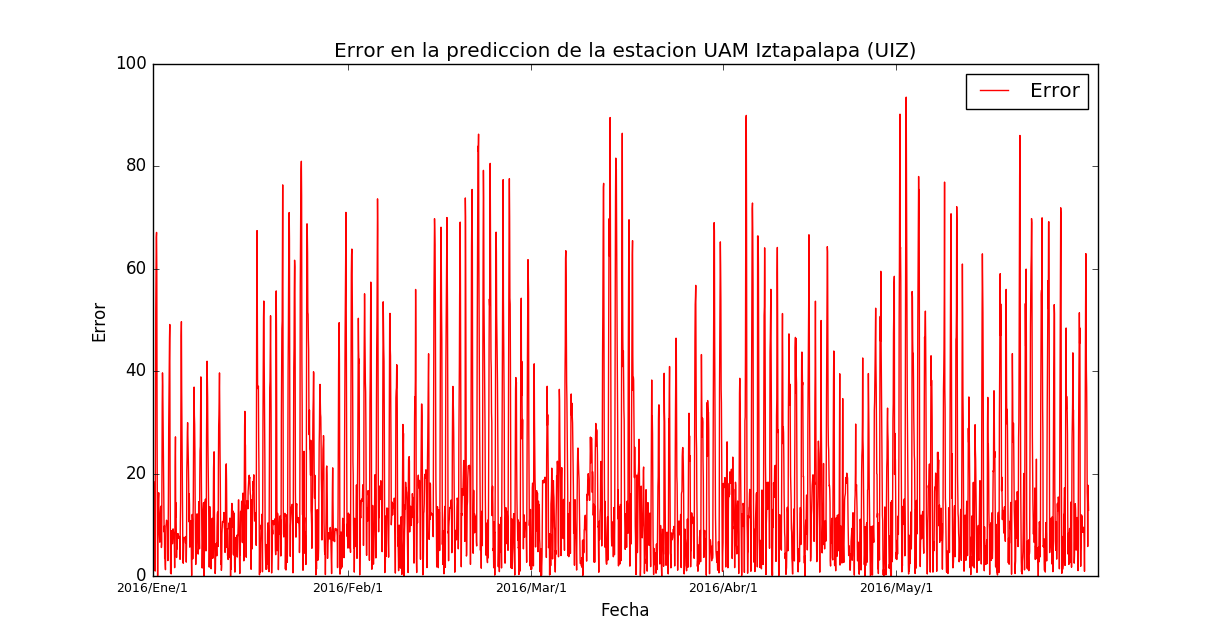 Error en la prediccion de la estacion UAM Iztapalapa (UIZ)
100
80
60
40
20
0
Error
Error
2016/Ene/1 2016/Feb/1 2016/Mar/1 2016/Abr/1 2016/May/1
Fecha